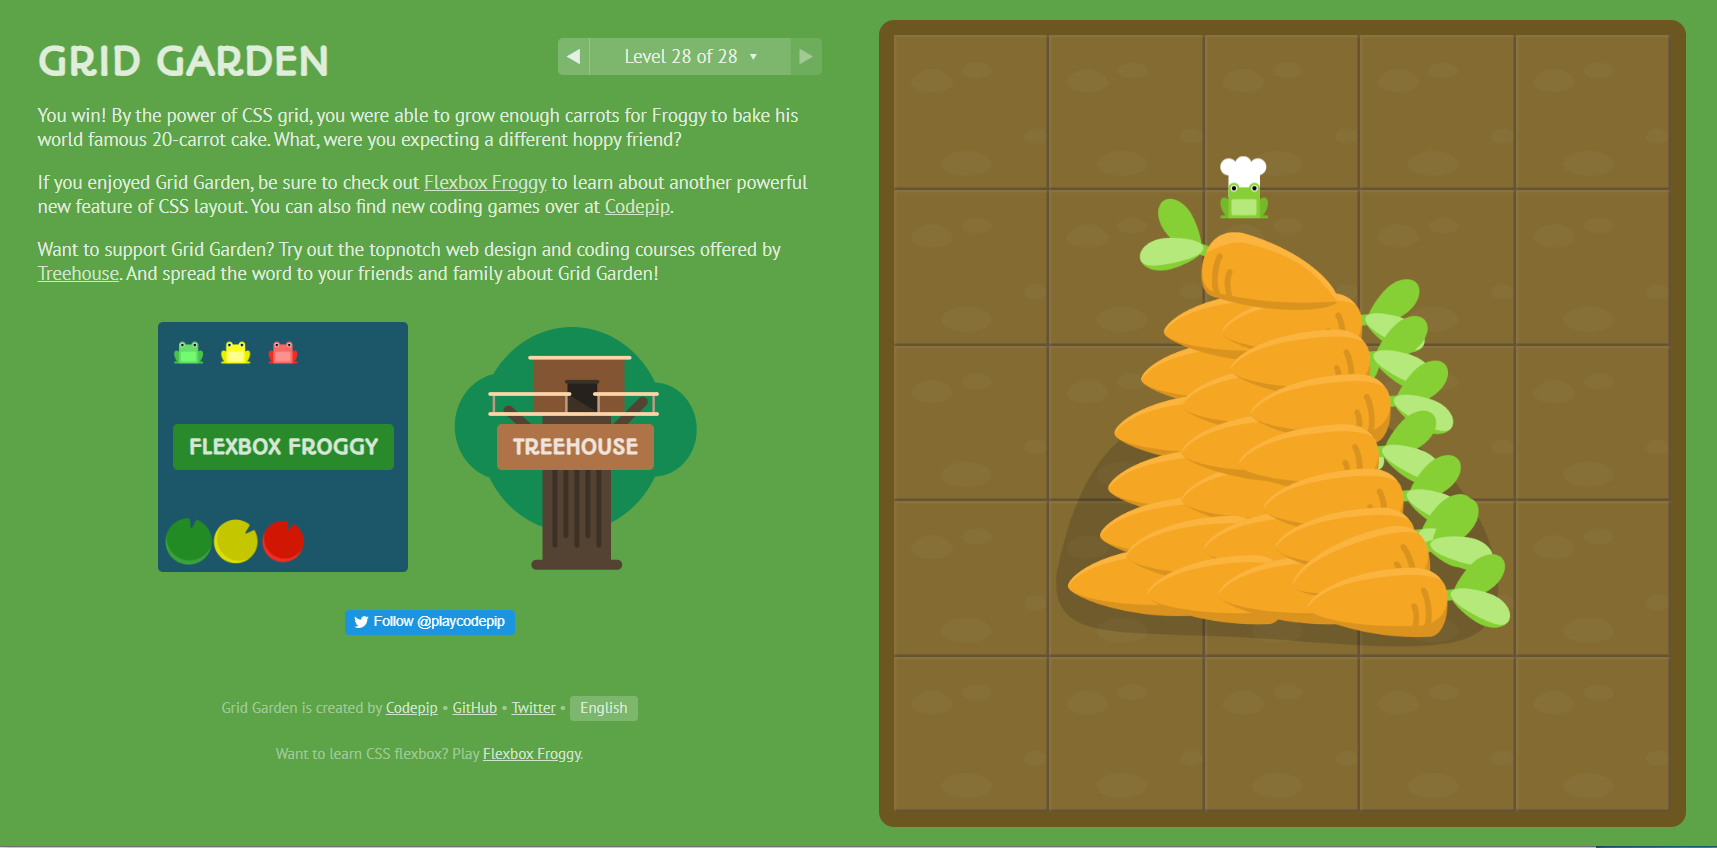 GRID GARDEN
◀ Level 28 of 28 ▼ ▶
You win! By the power of CSS grid, you were able to grow enough carrots for Froggy to bake his
world famous 20-carrot cake. What, were you expecting a different hoppy friend?
If you enjoyed Grid Garden, be sure to check out Flexbox Froggy to learn about another powerful
new feature of CSS layout. You can also find new coding games over at Codepip.
Want to support Grid Garden? Try out the topnotch web design and coding courses offered by
Treehouse. And spread the word to your friends and family about Grid Garden!
FLEXBOX FROGGY
TREEHOUSE
Follow @playcodepip
Grid Garden is created by Codepip • GitHub • Twitter • English
Want to learn CSS flexbox? Play Flexbox Froggy.